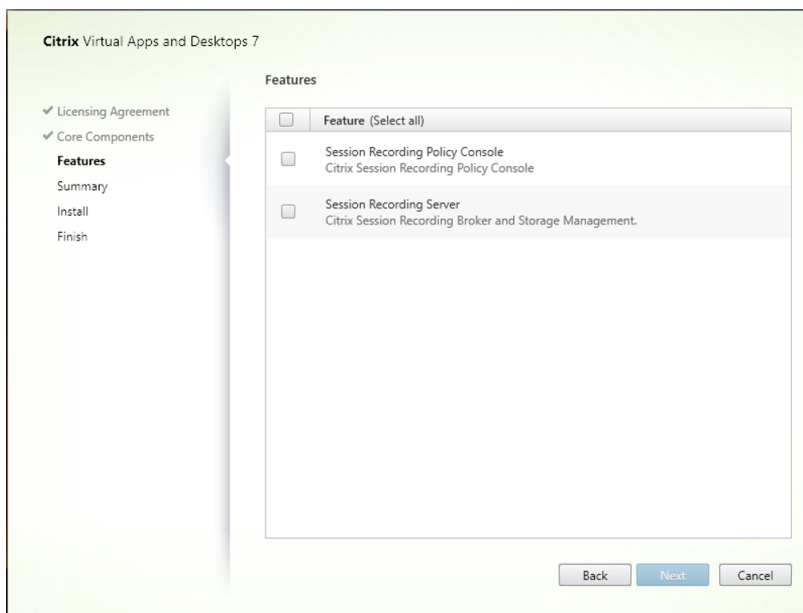 Citrix Virtual Apps and Desktops 7
Features
Licensing Agreement
Core Components
Features
Summary
Install
Finish
Feature (Select all)
Session Recording Policy Console
Citrix Session Recording Policy Console
Session Recording Server
Citrix Session Recording Broker and Storage Management.
Back
Next
Cancel